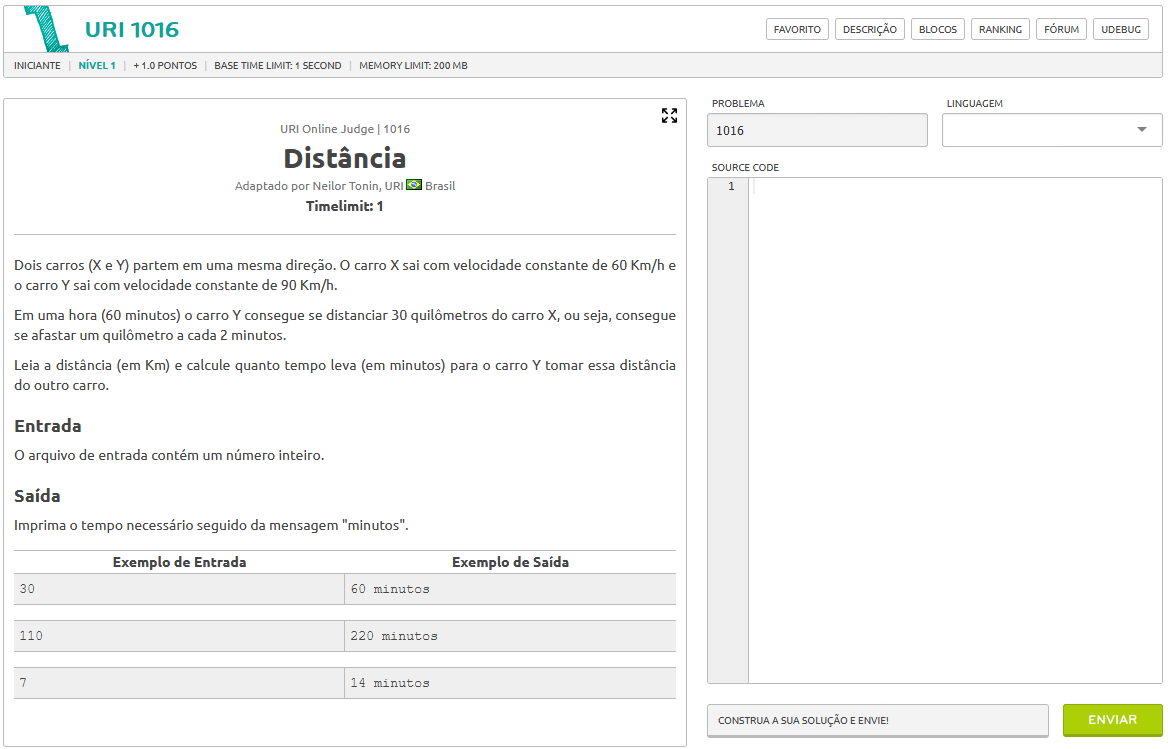 URI 1016
FAVORITO DESCRIÇÃO BLOCOS RANKING FÓRUM UDEBUG
INICIANTE | NÍVEL 1 | + 1.0 PONTOS | BASE TIME LIMIT: 1 SECOND | MEMORY LIMIT: 200 MB
URI Online Judge | 1016
Distância
Adaptado por Neilor Tonin, URI Brasil
Timelimit: 1
Dois carros (X e Y) partem em uma mesma direção. O carro X sai com velocidade constante de 60 Km/h e
o carro Y sai com velocidade constante de 90 Km/h.
Em uma hora (60 minutos) o carro Y consegue se distanciar 30 quilômetros do carro X, ou seja, consegue
se afastar um quilômetro a cada 2 minutos.
Leia a distância (em Km) e calcule quanto tempo leva (em minutos) para o carro Y tomar essa distância
do outro carro.
Entrada
O arquivo de entrada contém um número inteiro.
Saída
Imprima o tempo necessário seguido da mensagem "minutos".
Exemplo de Entrada Exemplo de Saída
30 60 minutos
110 220 minutos
7 14 minutos
PROBLEMA LINGUAGEM
1016
SOURCE CODE
1
CONSTRUA A SUA SOLUÇÃO E ENVIE! ENVIAR